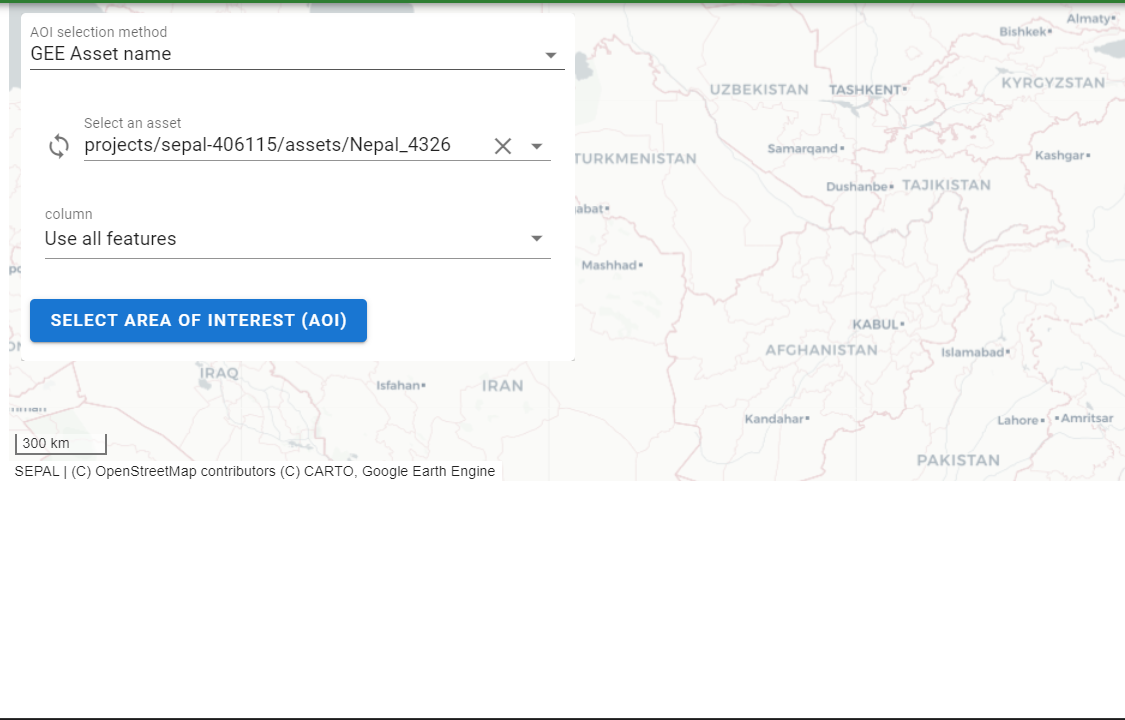 AOI selection method
GEE Asset name
Select an asset
projects/sepal-406115/assets/Nepal_4326
column
Use all features
SELECT AREA OF INTEREST (AOI)
Almaty
Bishkek
UZBEKISTAN
TASHKENT
KYRGYZSTAN
TURKMENISTAN
Samarqand
Kashgar
Dushanbe
TAJIKISTAN
abat
Mashhad
KABUL
AFGHANISTAN
Islamabad
IRAQ
Isfahan
IRAN
Kandahar
Lahore
Amritsar
PAKISTAN
300 km
SEPAL | (C) OpenStreetMap contributors (C) CARTO, Google Earth Engine